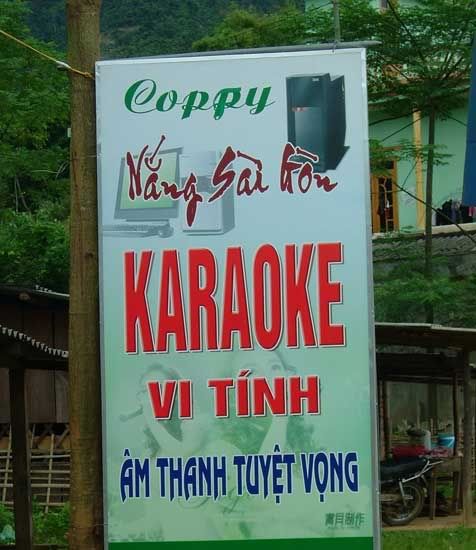 Coppy
Nắng Sài Gòn
KARAOKE
VI TÍNH
ÂM THANH TUYỆT VỌNG